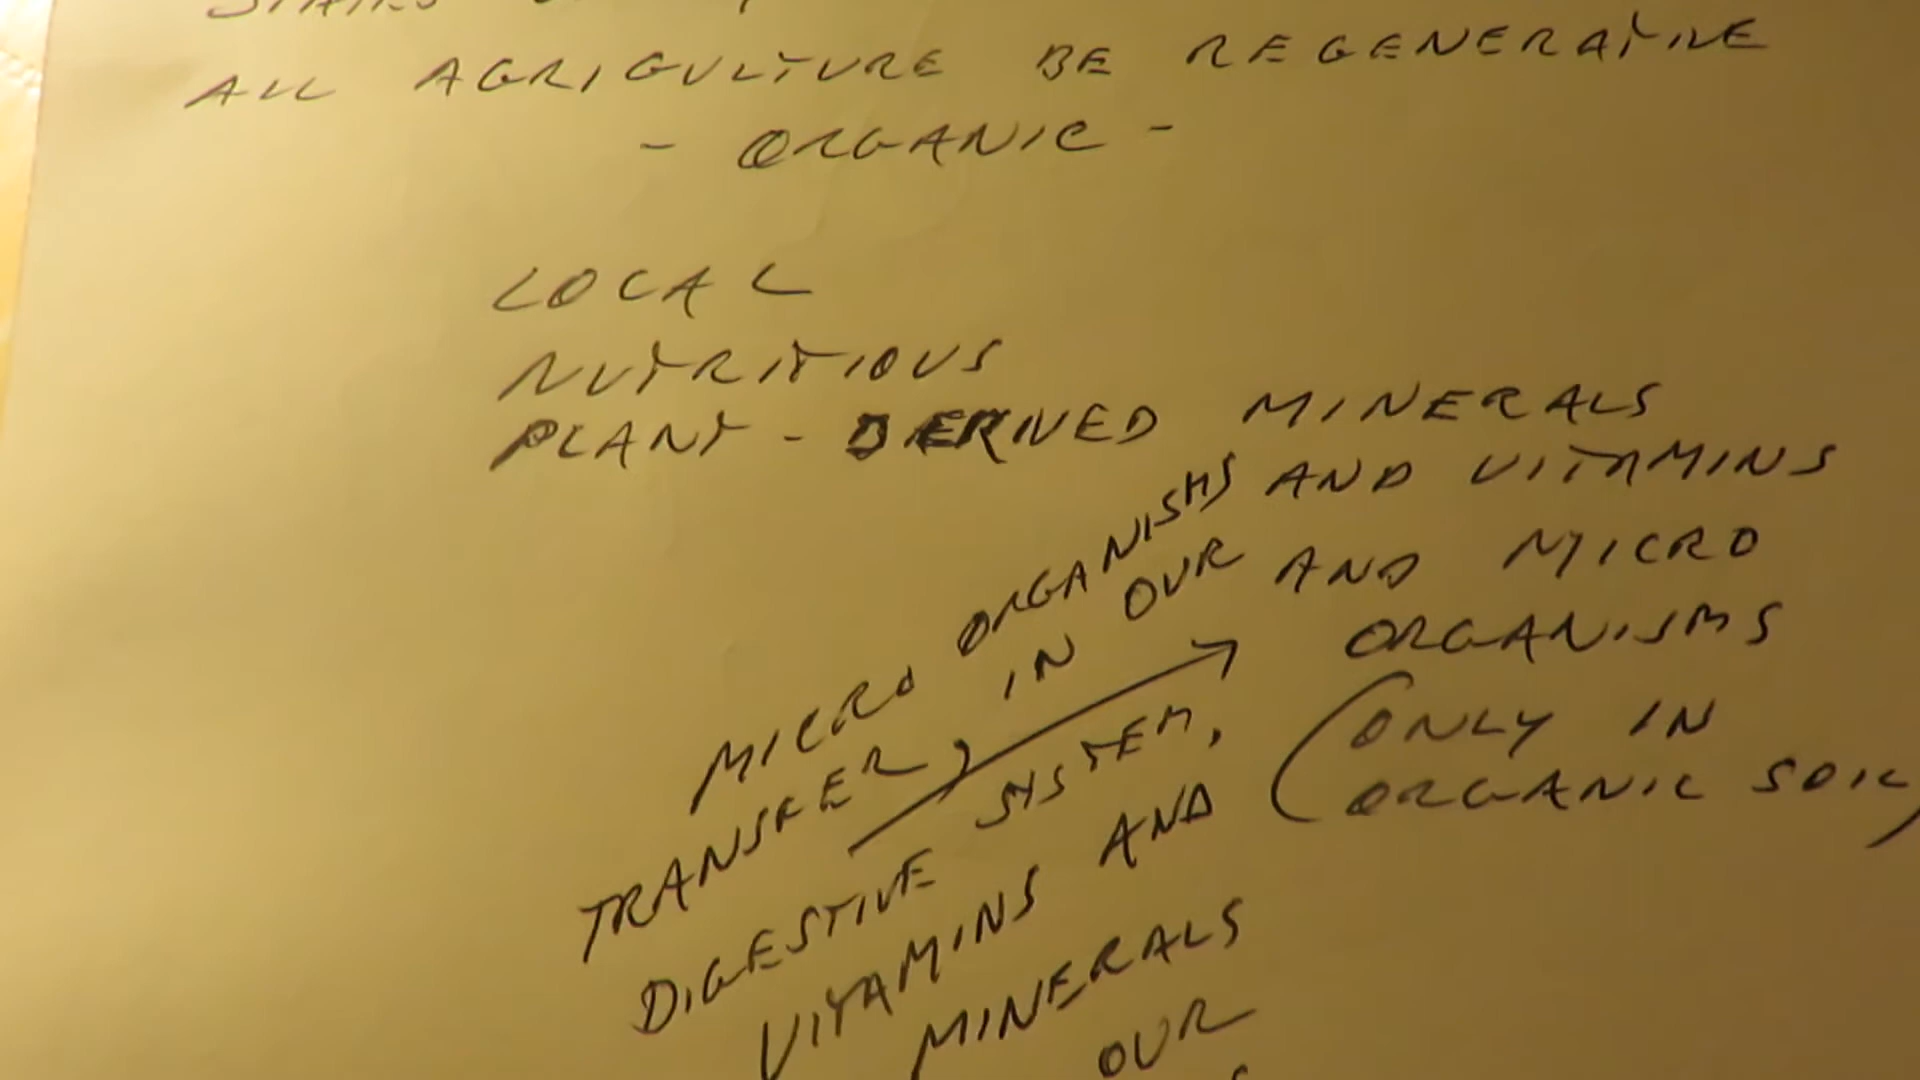 ALL AGRICULTURE BE REGENERATIVE
- ORGANIC -
LOCAL
NUTRITIOUS
PLANT - DERIVED MINERALS
AND VITAMINS
AND MICRO
ORGANISMS
(ONLY IN
ORGANIC SOIL)
MICRO ORGANISMS
TRANSFER, IN OUR
DIGESTIVE SYSTEM,
VITAMINS AND
MINERALS
OUR